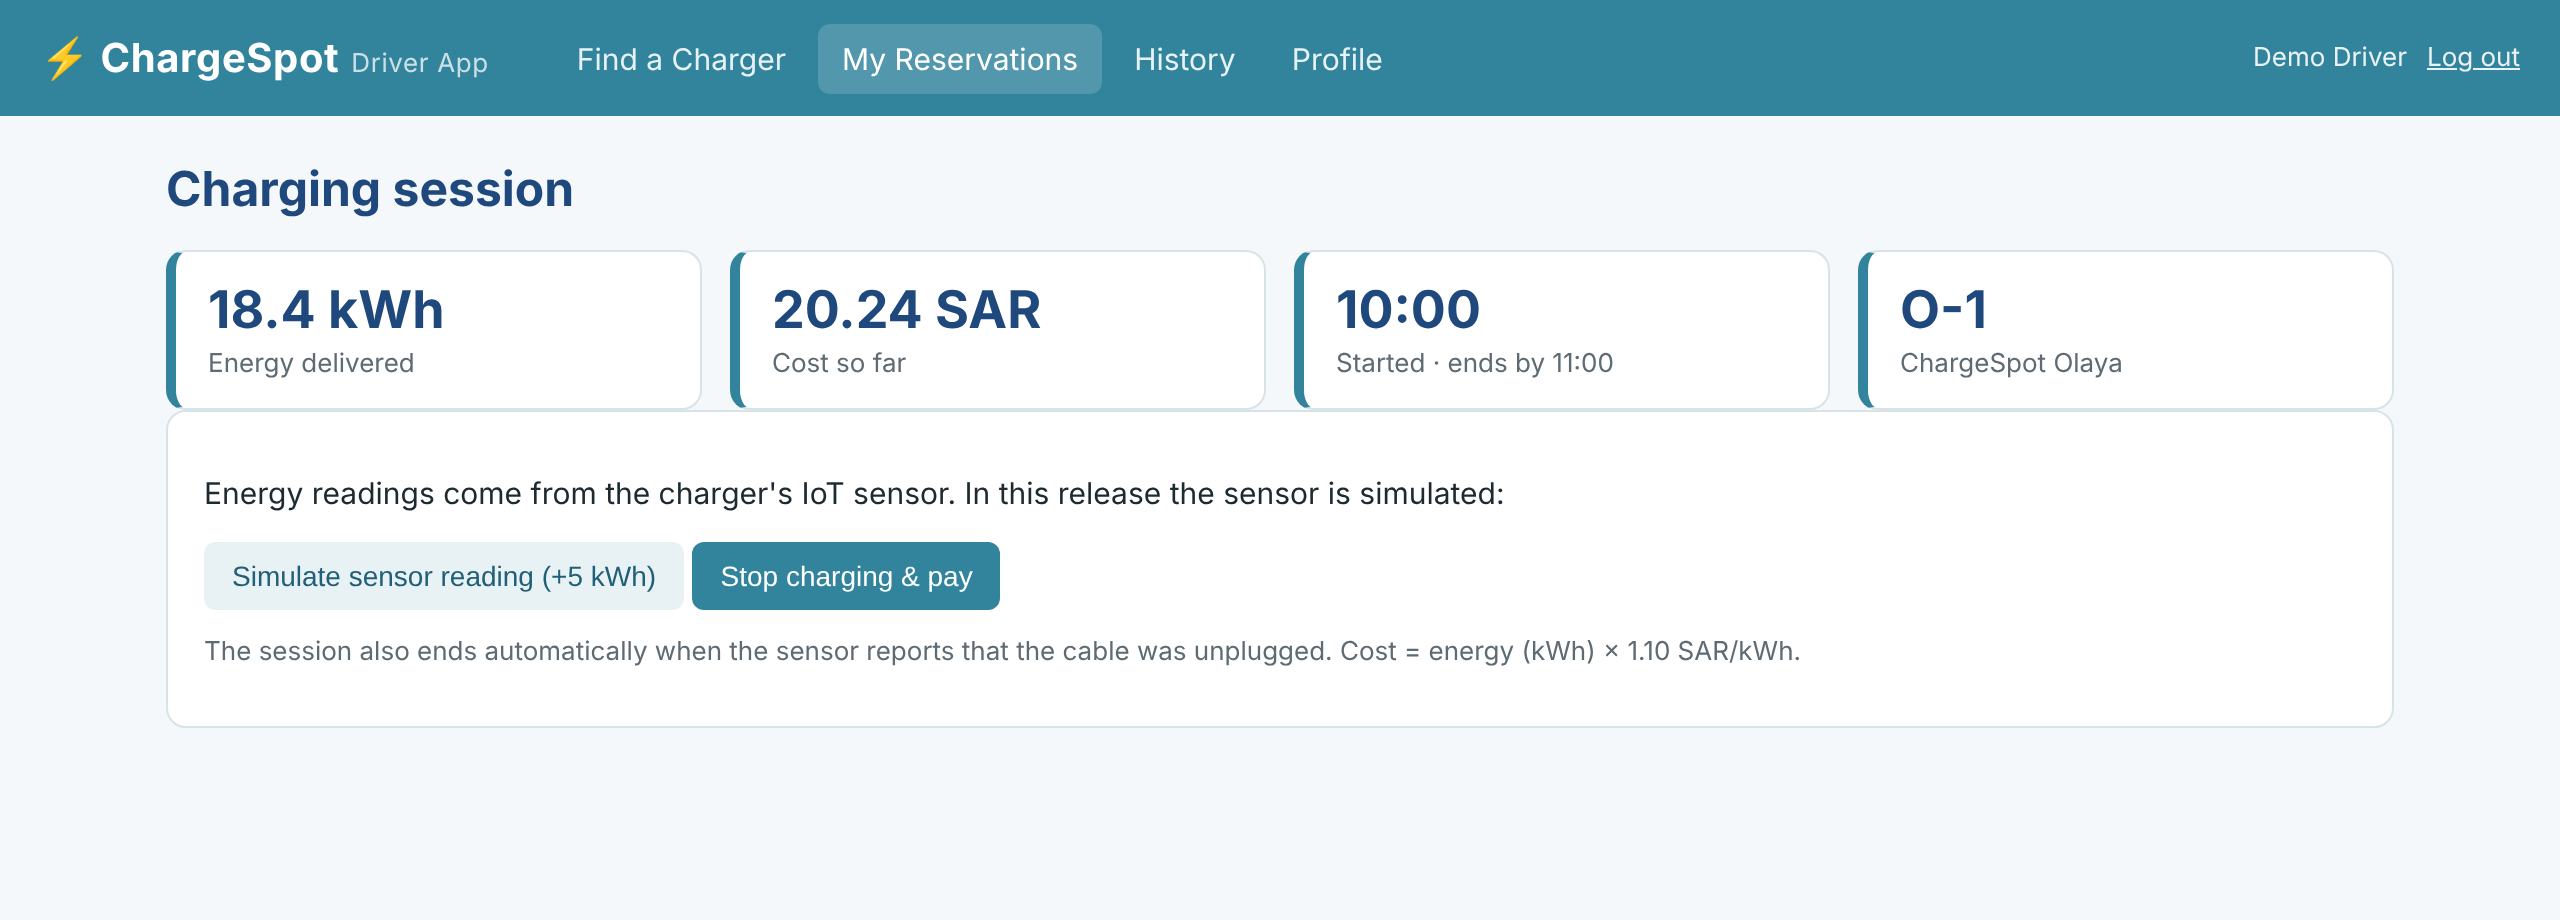 ⚡ ChargeSpot Driver App Find a Charger My Reservations History Profile Demo Driver Log out
Charging session
18.4 kWh
Energy delivered
20.24 SAR
Cost so far
10:00
Started · ends by 11:00
O-1
ChargeSpot Olaya
Energy readings come from the charger's IoT sensor. In this release the sensor is simulated:
Simulate sensor reading (+5 kWh) Stop charging & pay
The session also ends automatically when the sensor reports that the cable was unplugged. Cost = energy (kWh) × 1.10 SAR/kWh.